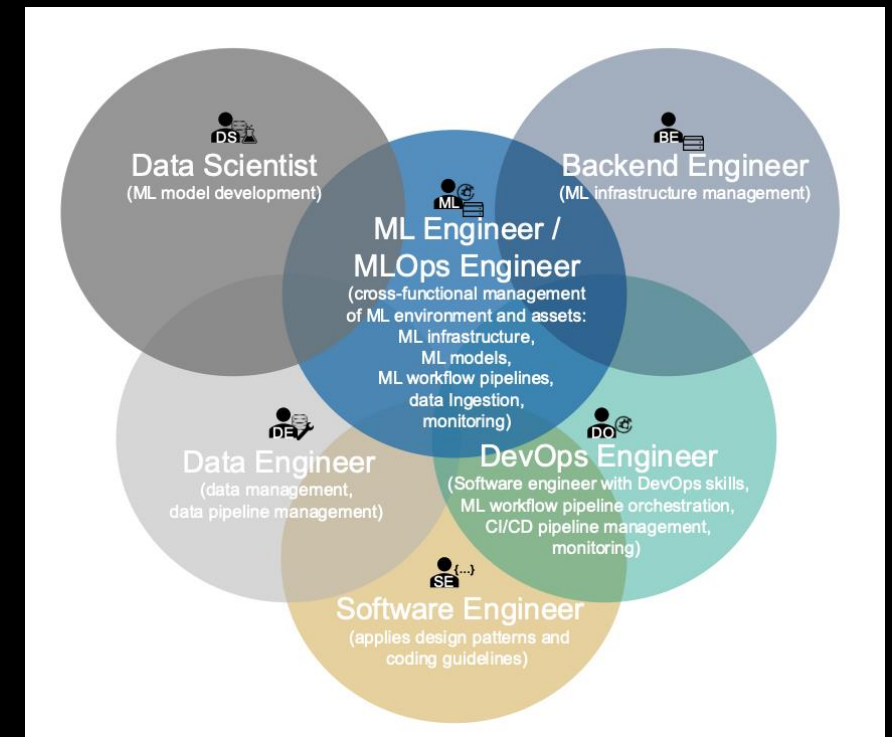 DS
Data Scientist
(ML model development)
BE
Backend Engineer
(ML infrastructure management)
ML
ML Engineer /
MLOps Engineer
(cross-functional management
of ML environment and assets:
ML infrastructure,
ML models,
ML workflow pipelines,
data Ingestion,
monitoring)
DE
Data Engineer
(data management,
data pipeline management)
DO
DevOps Engineer
(Software engineer with DevOps skills,
ML workflow pipeline orchestration,
CI/CD pipeline management,
monitoring)
SE {...}
Software Engineer
(applies design patterns and
coding guidelines)